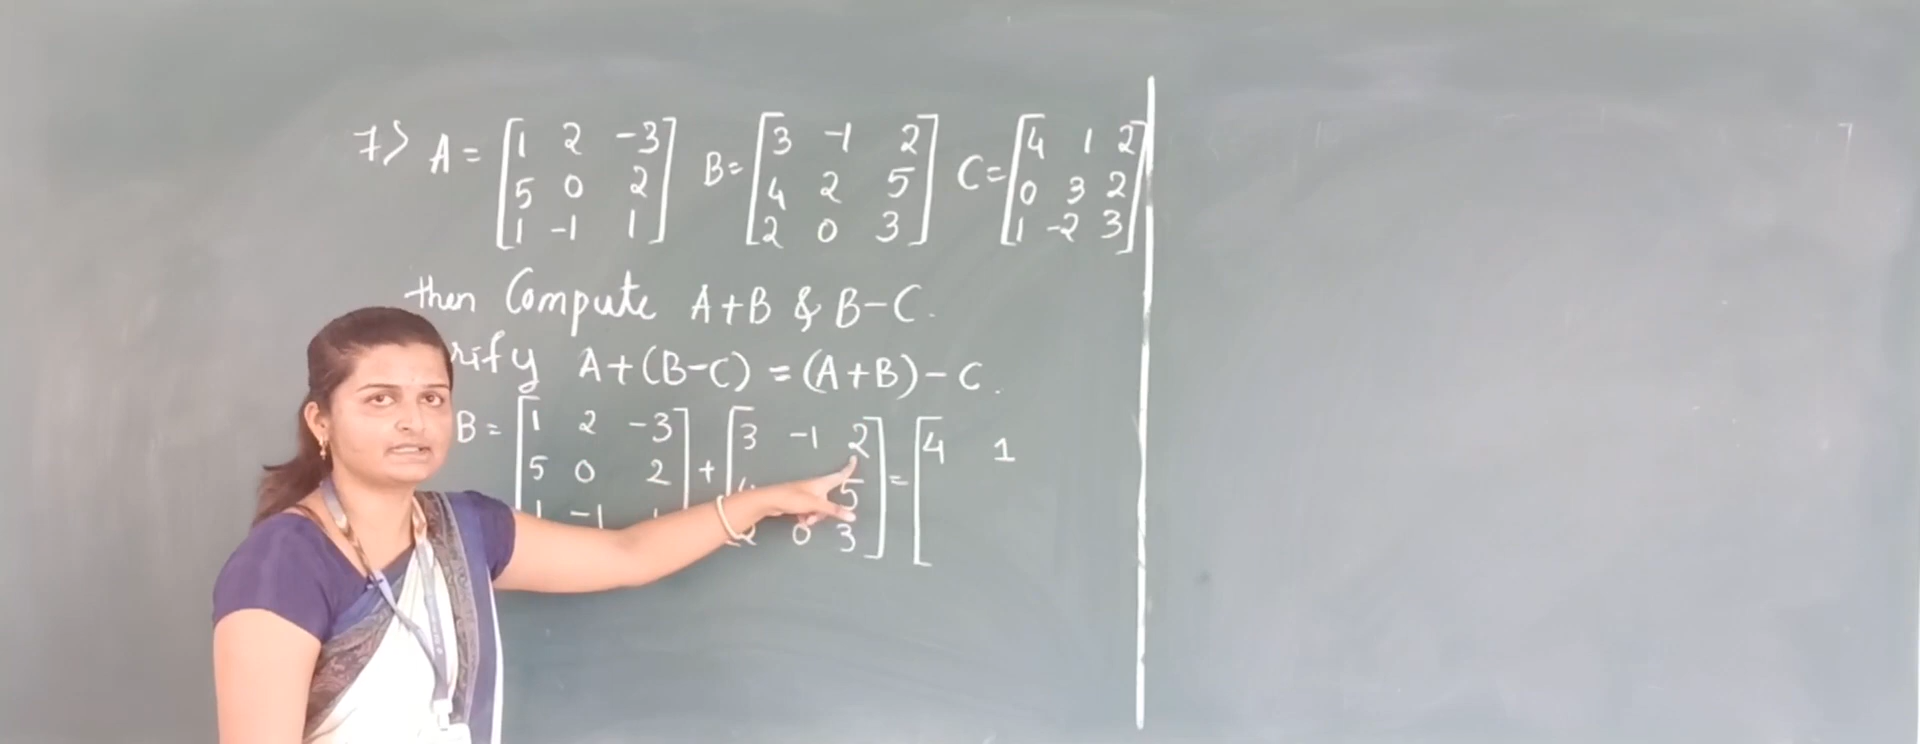 7> A = [1 2 -3 B = [3 -1 2] C = [4 1 2]
5 0 2 4 2 5 0 3 2
1 -1 1] 2 0 3] 1 -2 3]
then Compute A+B & B-C.
rify A+(B-C) = (A+B)-C.
B = [1 2 -3] + [3 -1 2] = [4 1
5 0 2 5
1 -1 0 3